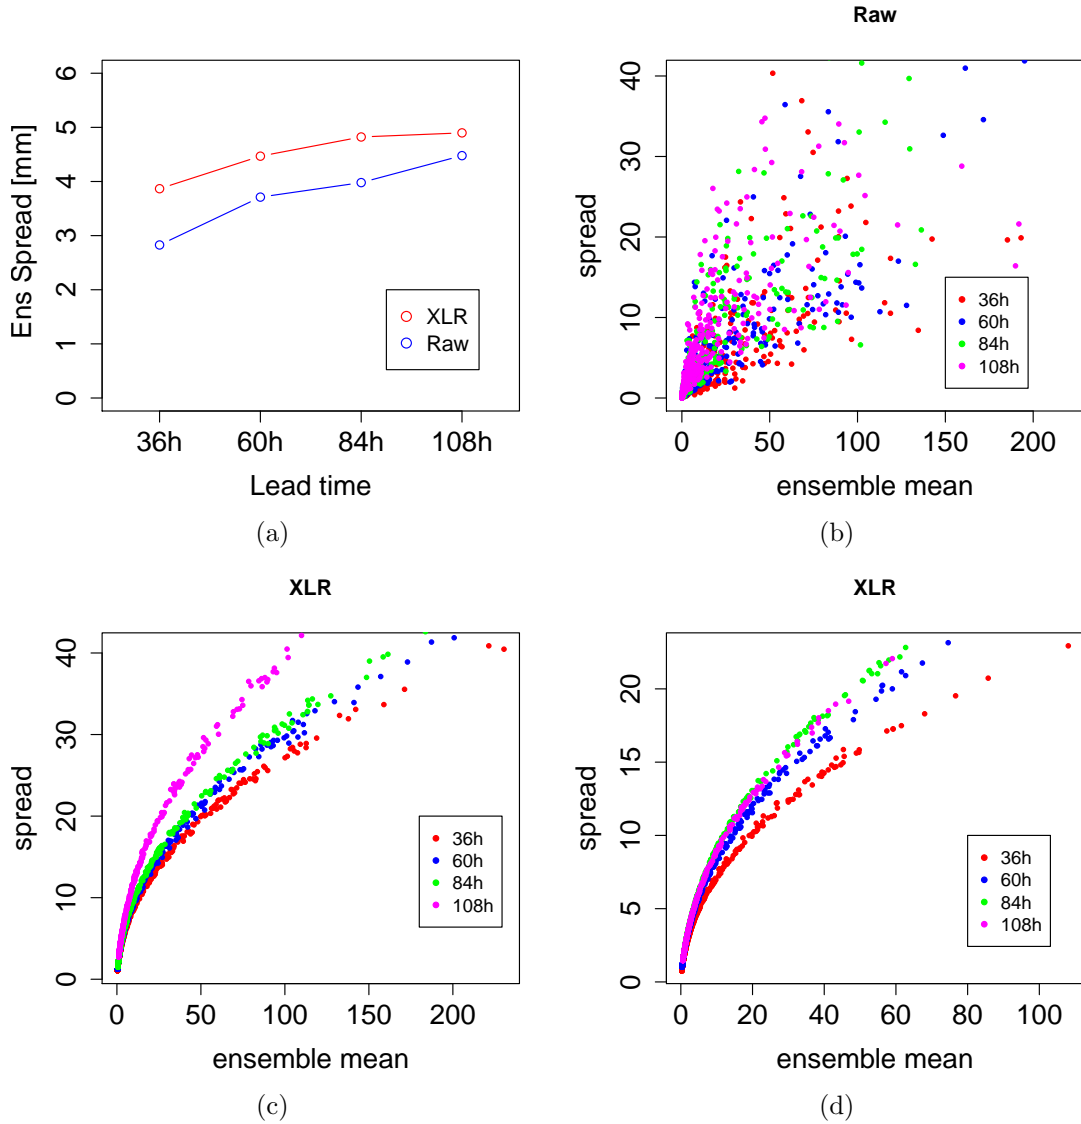 Ens Spread [mm]
6
5
4
3
2
1
0
XLR
Raw
36h
60h
84h
108h
Lead time
(a)
Raw
spread
40
30
20
10
0
36h
60h
84h
108h
0
50
100
150
200
ensemble mean
(b)
XLR
spread
40
30
20
10
0
36h
60h
84h
108h
0
50
100
150
200
ensemble mean
(c)
XLR
spread
20
15
10
5
0
36h
60h
84h
108h
0
20
40
60
80
100
ensemble mean
(d)